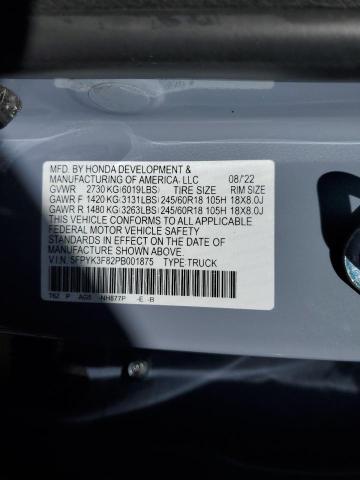 MFD. BY HONDA DEVELOPMENT &
MANUFACTURING OF AMERICA, LLC 08/22
GVWR 2730 KG(6019LBS) TIRE SIZE RIM SIZE
GAWR F 1420 KG(3131LBS) 245/60R18 105H 18X8.0J
GAWR R 1480 KG(3263LBS) 245/60R18 105H 18X8.0J
THIS VEHICLE CONFORMS TO ALL APPLICABLE
FEDERAL MOTOR VEHICLE SAFETY
STANDARDS IN EFFECT ON THE DATE OF
MANUFACTURE SHOWN ABOVE.
V.I.N. 5FPYK3F82PB001875 TYPE:TRUCK
T6Z P AG5 -NH877P -E -B